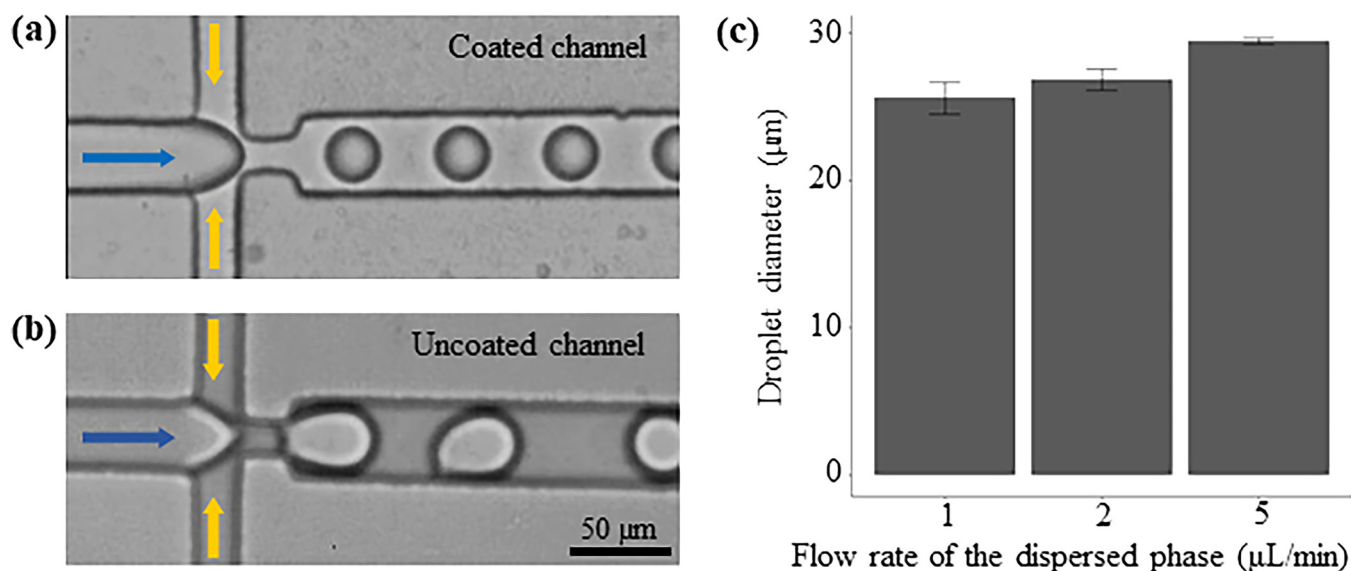 (a)
Coated channel
(b)
Uncoated channel
50 μm
(c)
Droplet diameter (μm)
30
20
10
0
1 2 5
Flow rate of the dispersed phase (μL/min)